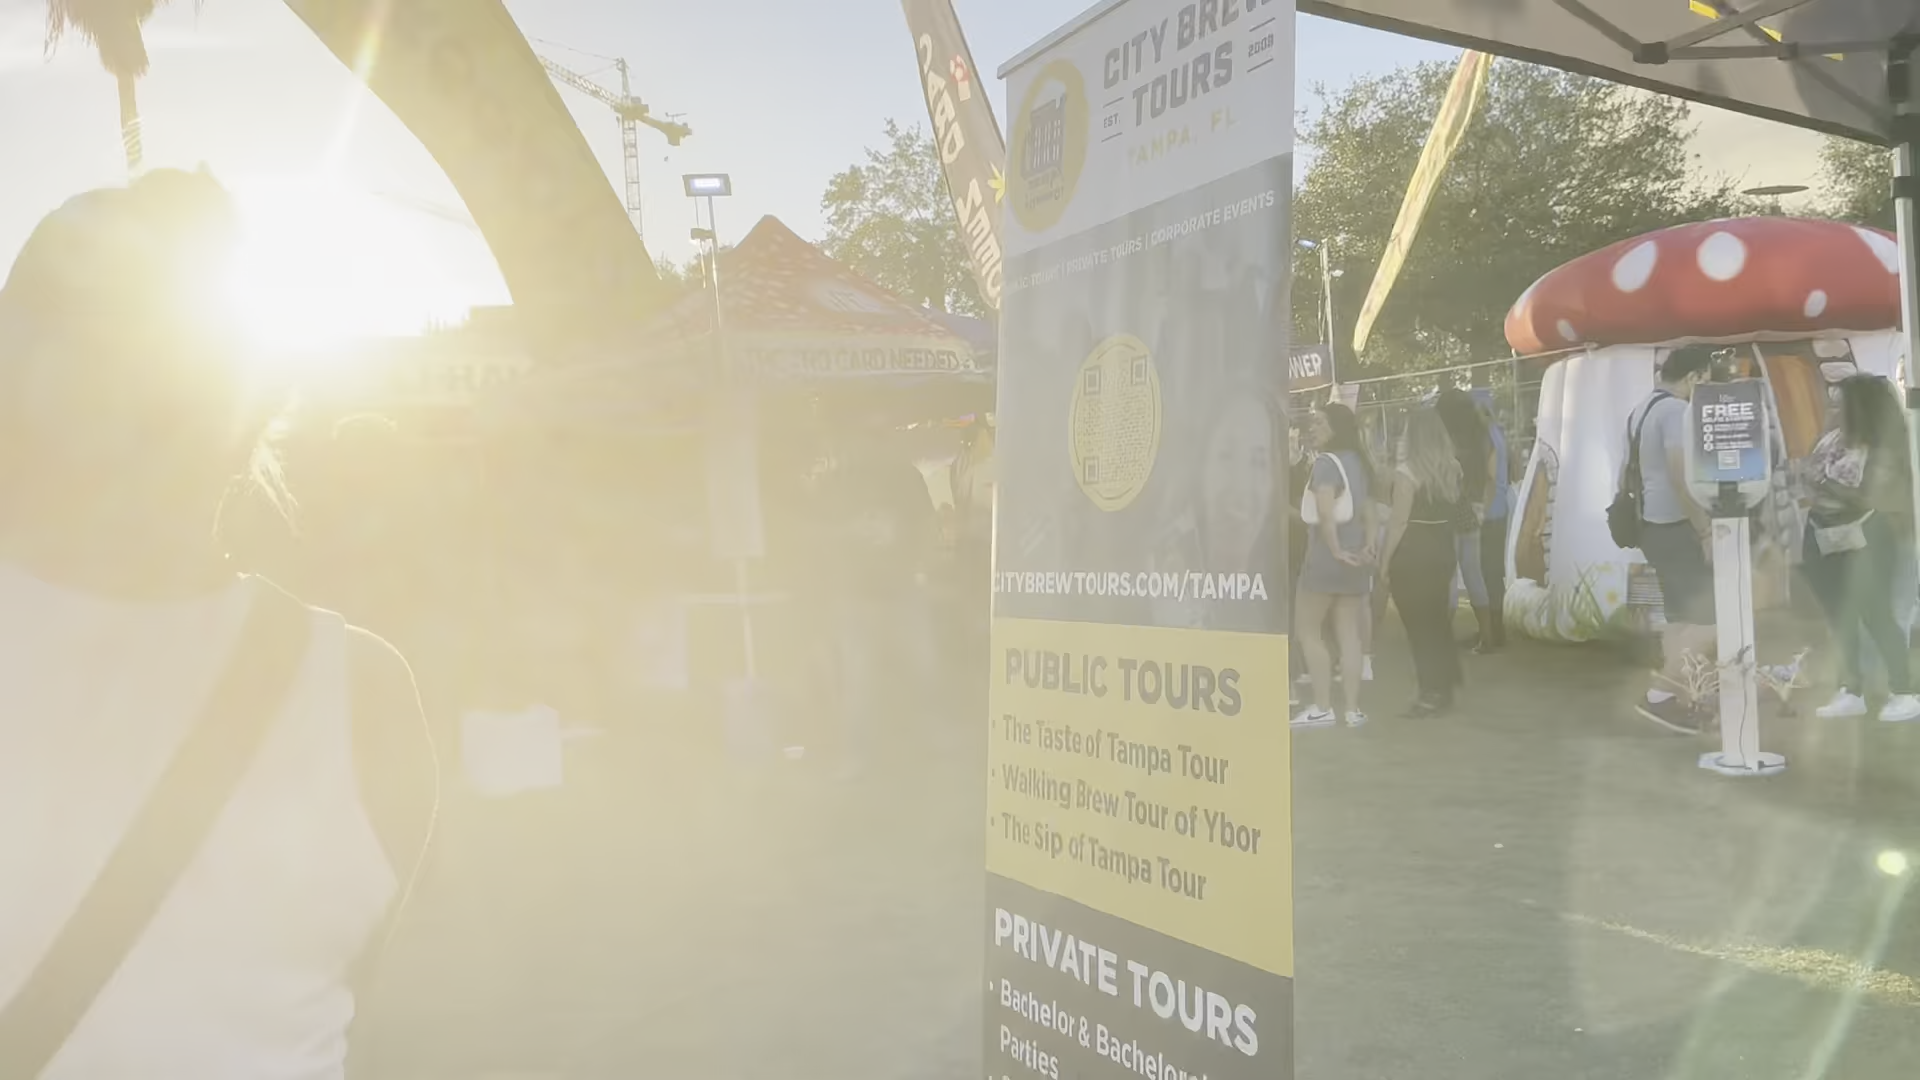 CITY BREW
TOURS
EST.
2008
TAMPA, FL
PRIVATE TOURS | CORPORATE EVENTS
CITYBREWTOURS.COM/TAMPA
PUBLIC TOURS
• The Taste of Tampa Tour
• Walking Brew Tour of Ybor
• The Sip of Tampa Tour
PRIVATE TOURS
• Bachelor &
Parties
CARD NEEDED
FREE